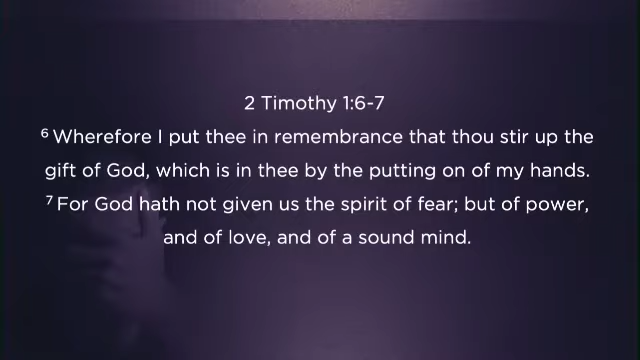 2 Timothy 1:6-7
6 Wherefore I put thee in remembrance that thou stir up the
gift of God, which is in thee by the putting on of my hands.
7 For God hath not given us the spirit of fear; but of power,
and of love, and of a sound mind.